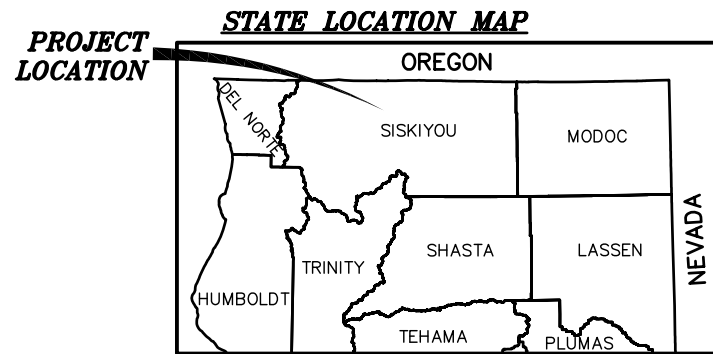 STATE LOCATION MAP
PROJECT
LOCATION
OREGON
DEL NORTE
SISKIYOU
MODOC
NEVADA
SHASTA
LASSEN
TRINITY
HUMBOLDT
TEHAMA
PLUMAS